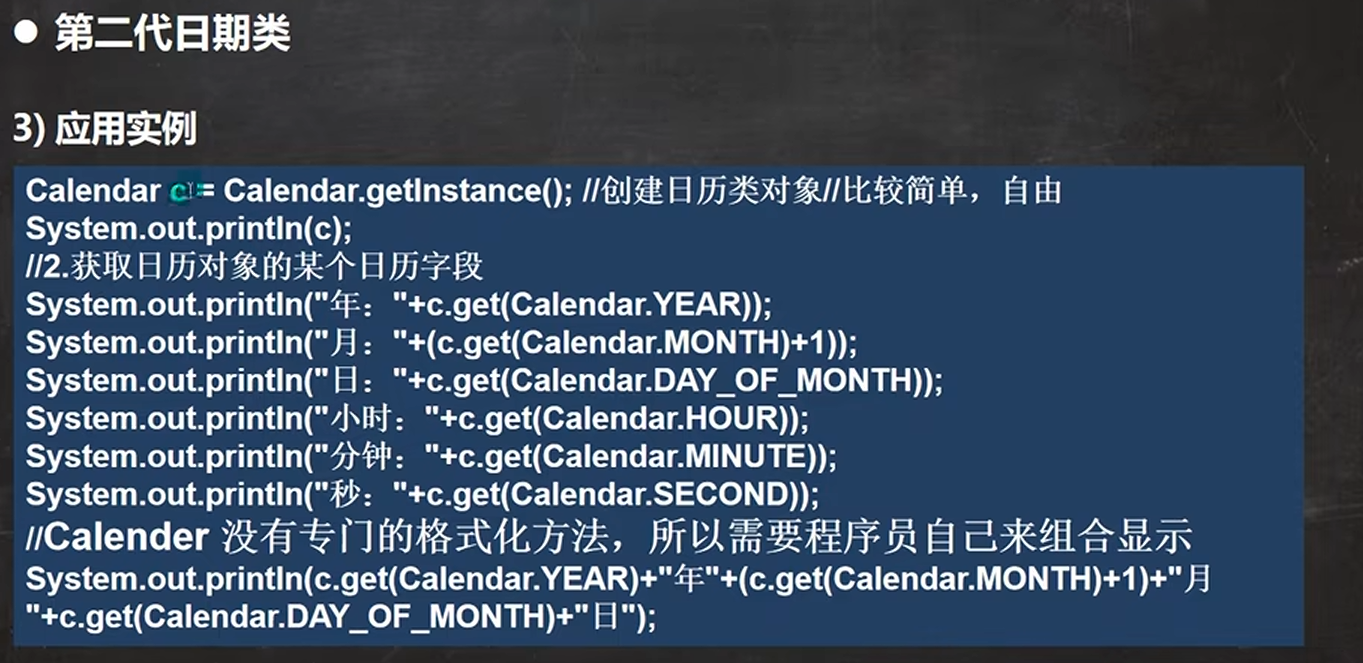 ● 第二代日期类
3) 应用实例
Calendar c = Calendar.getInstance(); //创建日历类对象//比较简单，自由
System.out.println(c);
//2.获取日历对象的某个日历字段
System.out.println("年："+c.get(Calendar.YEAR));
System.out.println("月："+(c.get(Calendar.MONTH)+1));
System.out.println("日："+c.get(Calendar.DAY_OF_MONTH));
System.out.println("小时："+c.get(Calendar.HOUR));
System.out.println("分钟："+c.get(Calendar.MINUTE));
System.out.println("秒："+c.get(Calendar.SECOND));
//Calender 没有专门的格式化方法，所以需要程序员自己来组合显示
System.out.println(c.get(Calendar.YEAR)+"年"+(c.get(Calendar.MONTH)+1)+"月
"+c.get(Calendar.DAY_OF_MONTH)+"日");